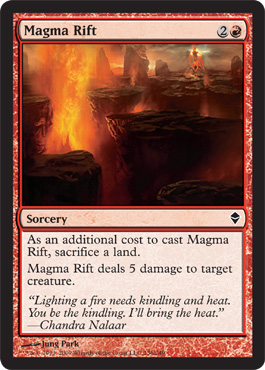 Magma Rift
2
Sorcery
As an additional cost to cast Magma
Rift, sacrifice a land.
Magma Rift deals 5 damage to target
creature.
“Lighting a fire needs kindling and heat.
You be the kindling. I’ll bring the heat.”
—Chandra Nalaar
Jung Park